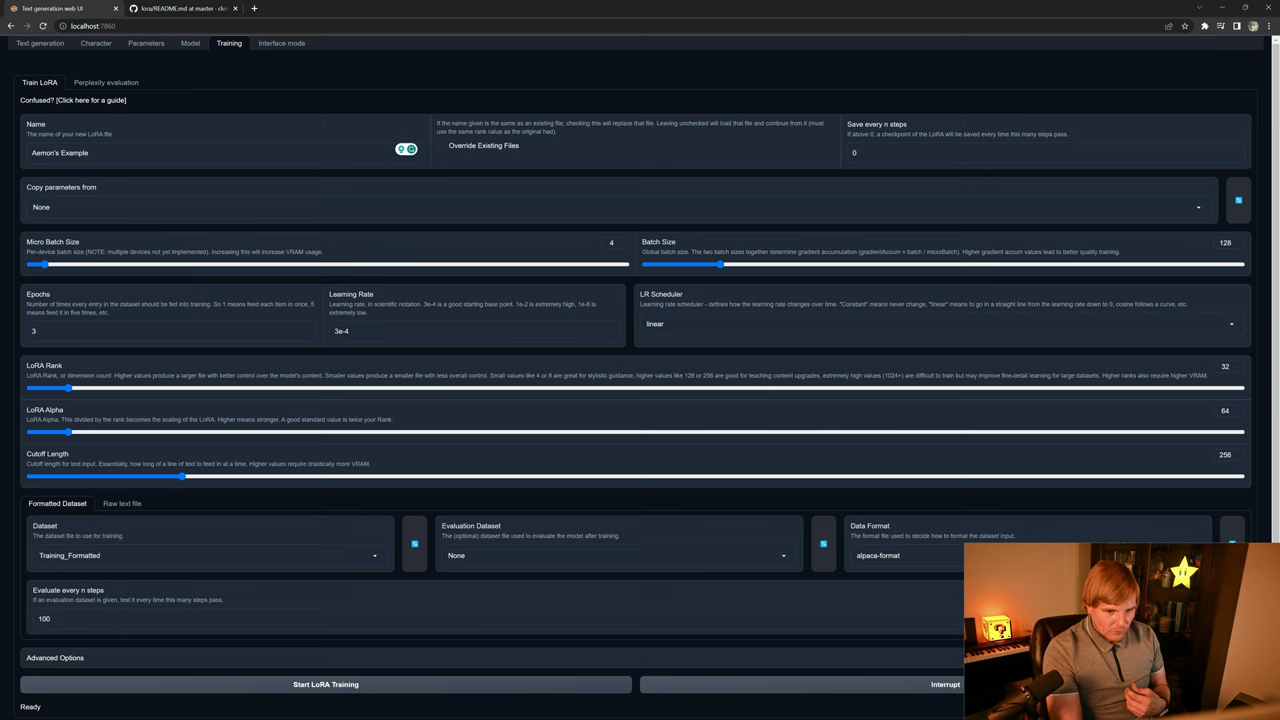 Text generation web UI
lora/README.md at master · clo
localhost:7860
Text generation
Character
Parameters
Model
Training
Interface mode
Train LoRA
Perplexity evaluation
Confused? [Click here for a guide]
Name
The name of your new LoRA file
Aemon's Example
If the name given is the same as an existing file, checking this will replace that file. Leaving unchecked will load that file and continue from it (must
use the same rank value as the original had).
Override Existing Files
Save every n steps
If above 0, a checkpoint of the LoRA will be saved every time this many steps pass.
0
Copy parameters from
None
Micro Batch Size
4
Per-device batch size (NOTE: multiple devices not yet implemented). Increasing this will increase VRAM usage.
Batch Size
128
Global batch size. The two batch sizes together determine gradient accumulation (gradientAccum = batch / microBatch). Higher gradient accum values lead to better quality training.
Epochs
Number of times every entry in the dataset should be fed into training. So 1 means feed each item in once, 5
means feed it in five times, etc.
3
Learning Rate
Learning rate, in scientific notation. 3e-4 is a good starting base point. 1e-2 is extremely high, 1e-6 is
extremely low.
3e-4
LR Scheduler
Learning rate scheduler - defines how the learning rate changes over time. "Constant" means never change, "linear" means to go in a straight line from the learning rate down to 0, cosine follows a curve, etc.
linear
LoRA Rank
32
LoRA Rank, or dimension count. Higher values produce a larger file with better control over the model's content. Smaller values produce a smaller file with less overall control. Small values like 4 or 8 are great for stylistic guidance, higher values like 128 or 256 are good for teaching content upgrades, extremely high values (1024+) are difficult to train but may improve fine-detail learning for large datasets. Higher ranks also require higher VRAM.
LoRA Alpha
64
LoRA Alpha. This divided by the rank becomes the scaling of the LoRA. Higher means stronger. A good standard value is twice your Rank.
Cutoff Length
256
Cutoff length for text input. Essentially, how long of a line of text to feed in at a time. Higher values require drastically more VRAM.
Formatted Dataset
Raw text file
Dataset
The dataset file to use for training.
Training_Formatted
Evaluation Dataset
The (optional) dataset file used to evaluate the model after training.
None
Data Format
The format file used to decide how to format the dataset input.
alpaca-format
Evaluate every n steps
If an evaluation dataset is given, test it every time this many steps pass.
100
Advanced Options
Start LoRA Training
Interrupt
Ready